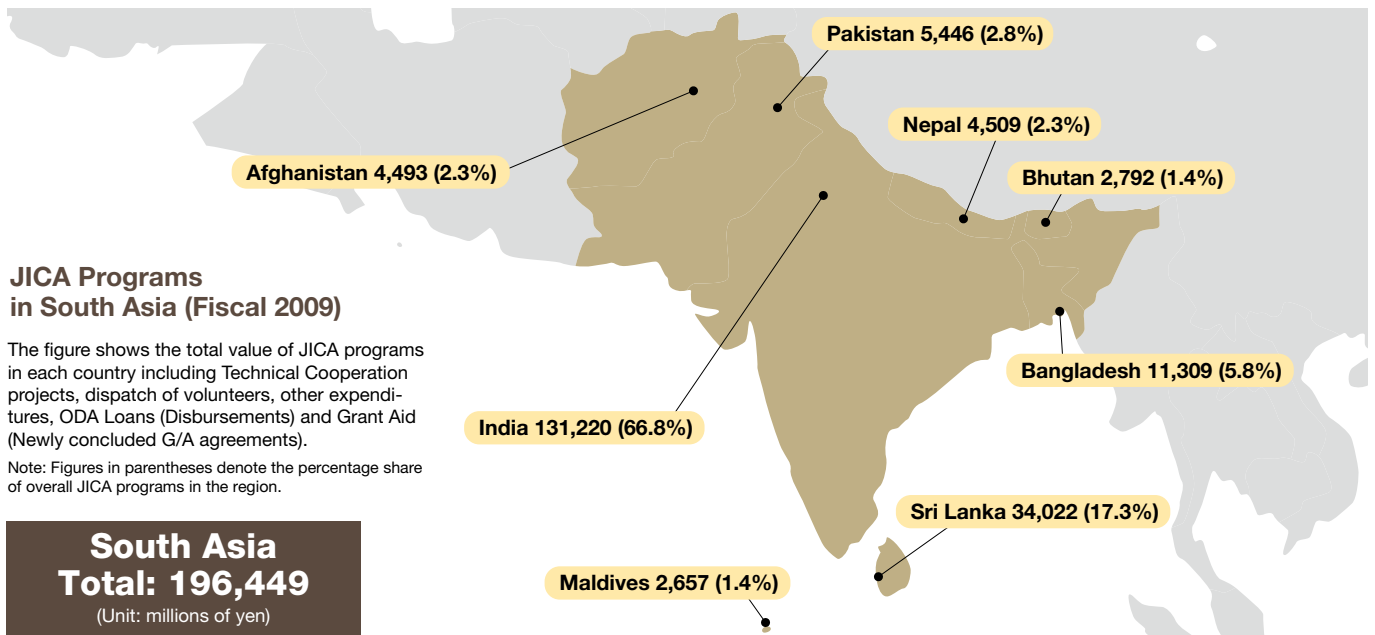 Pakistan 5,446 (2.8%)
Nepal 4,509 (2.3%)
Afghanistan 4,493 (2.3%)
Bhutan 2,792 (1.4%)
JICA Programs
in South Asia (Fiscal 2009)
The figure shows the total value of JICA programs
in each country including Technical Cooperation
projects, dispatch of volunteers, other expendi-
tures, ODA Loans (Disbursements) and Grant Aid
(Newly concluded G/A agreements).
Note: Figures in parentheses denote the percentage share
of overall JICA programs in the region.
Bangladesh 11,309 (5.8%)
India 131,220 (66.8%)
Sri Lanka 34,022 (17.3%)
South Asia
Total: 196,449
(Unit: millions of yen)
Maldives 2,657 (1.4%)